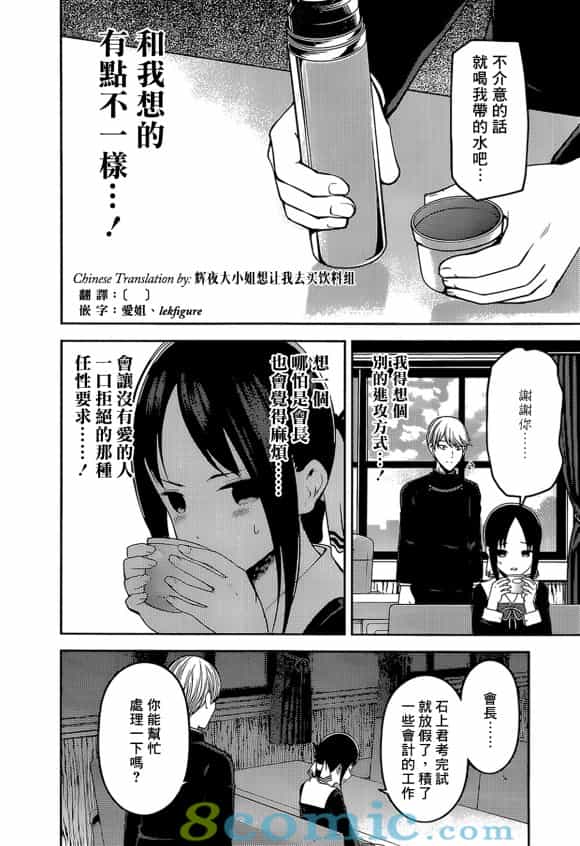 不介意的話
就喝我帶的水吧…
和我想的
有點不一樣…！
Chinese Translation by: 辉夜大小姐想让我去买饮料组
翻譯：〔 〕
嵌字：愛姐、lekfigure
謝謝你…
我得想個
別的進攻方式…！
想一個
哪怕是會長
也會覺得麻煩……
會讓沒有愛的人
一口拒絕的那種
任性要求……！
會長…
石上君考完試
就放假了，積了
一些會計的工作
你能幫忙
處理一下嗎？
8comic.com